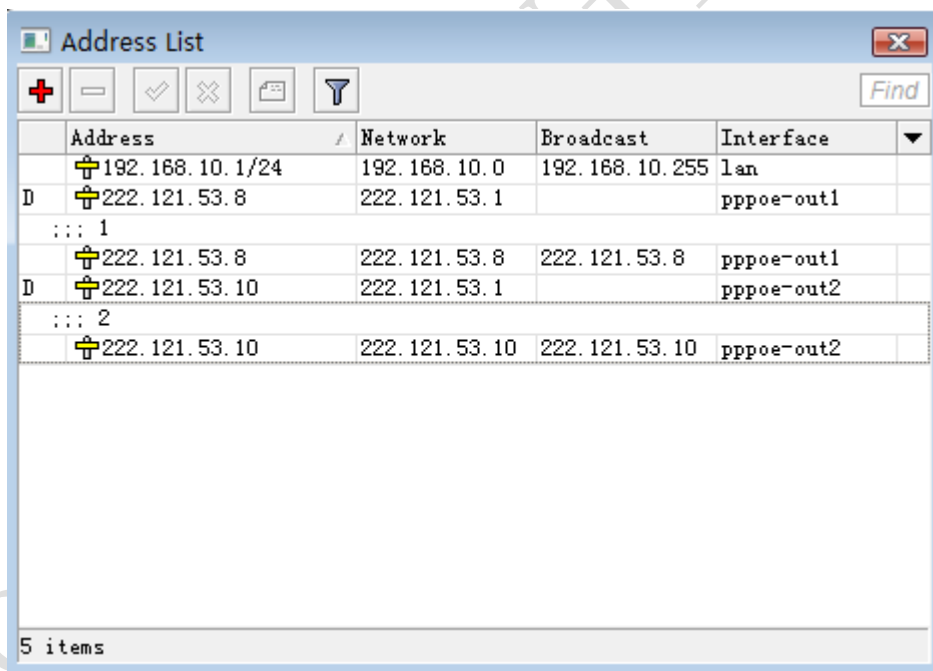 Address List
Find
Address Network Broadcast Interface
192.168.10.1/24 192.168.10.0 192.168.10.255 lan
D 222.121.53.8 222.121.53.1 pppoe-out1
;;; 1
222.121.53.8 222.121.53.8 222.121.53.8 pppoe-out1
D 222.121.53.10 222.121.53.1 pppoe-out2
;;; 2
222.121.53.10 222.121.53.10 222.121.53.10 pppoe-out2
5 items